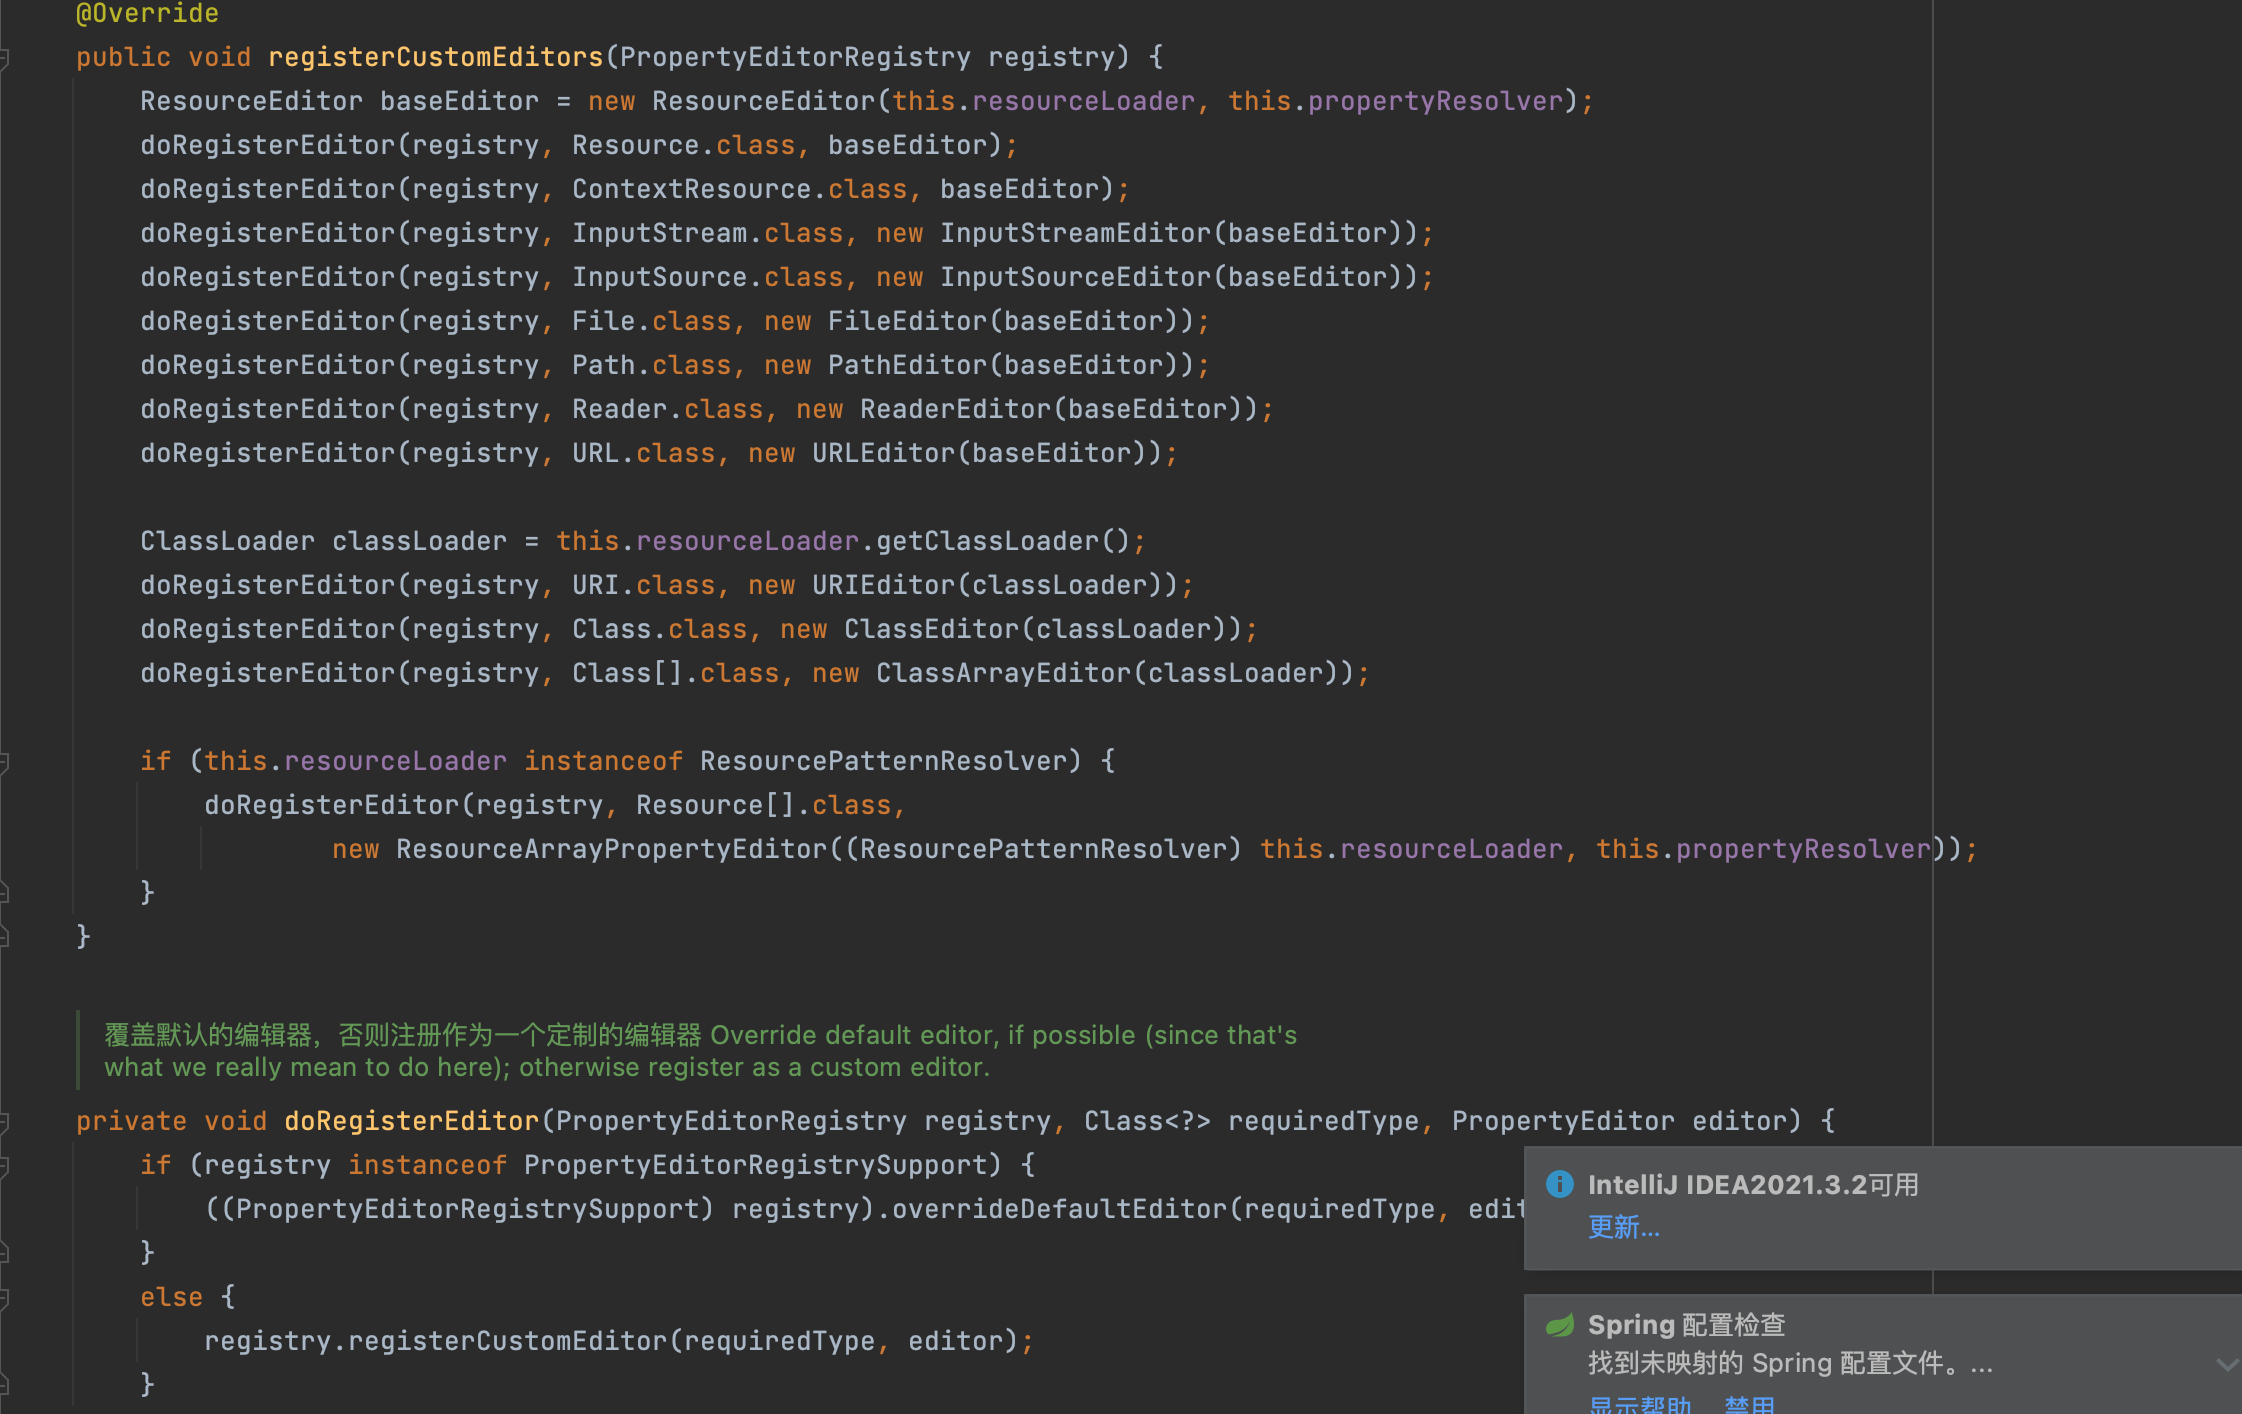 @Override
public void registerCustomEditors(PropertyEditorRegistry registry) {
    ResourceEditor baseEditor = new ResourceEditor(this.resourceLoader, this.propertyResolver);
    doRegisterEditor(registry, Resource.class, baseEditor);
    doRegisterEditor(registry, ContextResource.class, baseEditor);
    doRegisterEditor(registry, InputStream.class, new InputStreamEditor(baseEditor));
    doRegisterEditor(registry, InputSource.class, new InputSourceEditor(baseEditor));
    doRegisterEditor(registry, File.class, new FileEditor(baseEditor));
    doRegisterEditor(registry, Path.class, new PathEditor(baseEditor));
    doRegisterEditor(registry, Reader.class, new ReaderEditor(baseEditor));
    doRegisterEditor(registry, URL.class, new URLEditor(baseEditor));

    ClassLoader classLoader = this.resourceLoader.getClassLoader();
    doRegisterEditor(registry, URI.class, new URIEditor(classLoader));
    doRegisterEditor(registry, Class.class, new ClassEditor(classLoader));
    doRegisterEditor(registry, Class[].class, new ClassArrayEditor(classLoader));

    if (this.resourceLoader instanceof ResourcePatternResolver) {
        doRegisterEditor(registry, Resource[].class,
                new ResourceArrayPropertyEditor((ResourcePatternResolver) this.resourceLoader, this.propertyResolver));
    }
}
覆盖默认的编辑器，否则注册作为一个定制的编辑器 Override default editor, if possible (since that's
what we really mean to do here); otherwise register as a custom editor.
private void doRegisterEditor(PropertyEditorRegistry registry, Class<?> requiredType, PropertyEditor editor) {
    if (registry instanceof PropertyEditorRegistrySupport) {
        ((PropertyEditorRegistrySupport) registry).overrideDefaultEditor(requiredType, edit
    }
    else {
        registry.registerCustomEditor(requiredType, editor);
    }
IntelliJ IDEA2021.3.2可用
更新...
Spring 配置检查
找到未映射的 Spring 配置文件。...
显示帮助 禁用